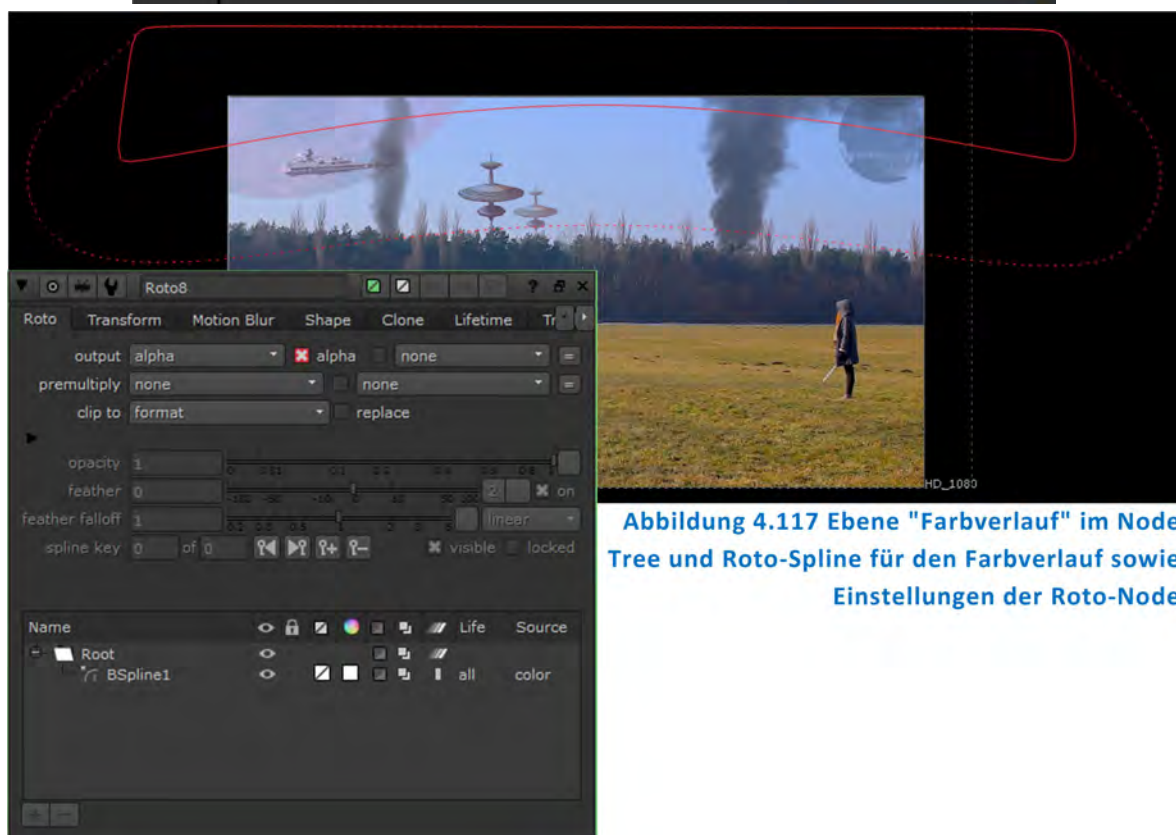 HD_1080
Roto8 ?
Roto Transform Motion Blur Shape Clone Lifetime Tr
output alpha alpha none =
premultiply none none =
clip to format replace
opacity 1
feather 0 2 on
feather falloff 1 linear
spline key 0 of 0 visible locked
Name Life Source
Root
BSpline1 all color
Abbildung 4.117 Ebene "Farbverlauf" im Node
Tree und Roto-Spline für den Farbverlauf sowie
Einstellungen der Roto-Node